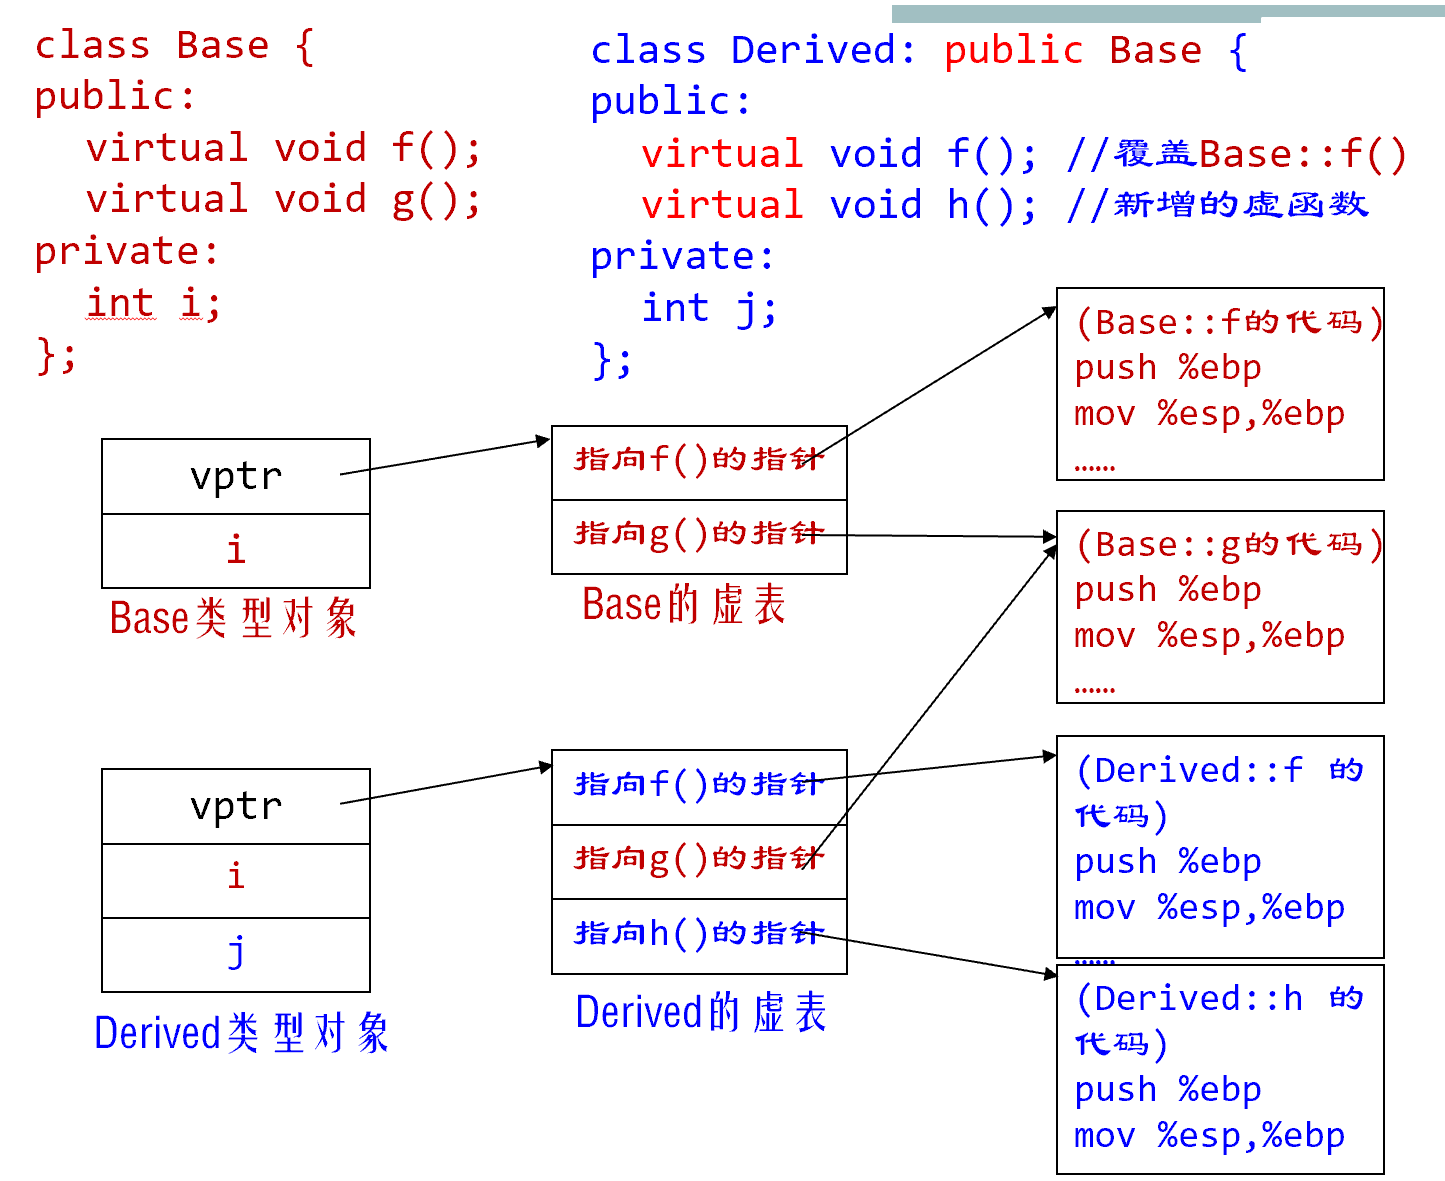 class Base {
public:
virtual void f();
virtual void g();
private:
int i;
};
class Derived: public Base {
public:
virtual void f(); //覆盖Base::f()
virtual void h(); //新增的虚函数
private:
int j;
};
vptr
i
Base类型对象
指向f()的指针
指向g()的指针
Base的虚表
(Base::f的代码)
push %ebp
mov %esp,%ebp
……
(Base::g的代码)
push %ebp
mov %esp,%ebp
……
vptr
i
j
Derived类型对象
指向f()的指针
指向g()的指针
指向h()的指针
Derived的虚表
(Derived::f 的
代码)
push %ebp
mov %esp,%ebp
……
(Derived::h 的
代码)
push %ebp
mov %esp,%ebp